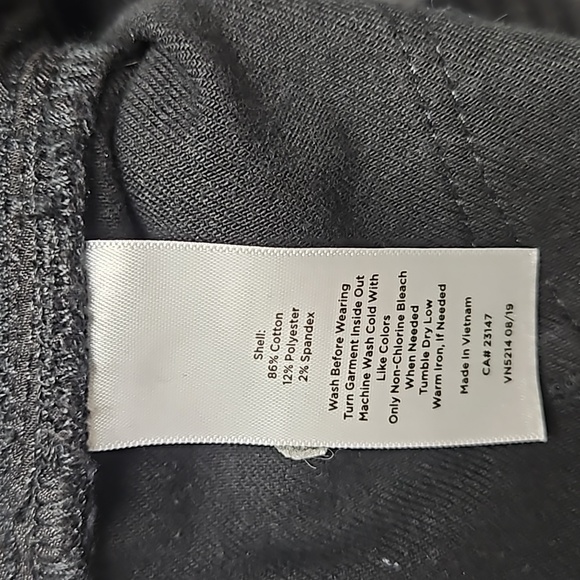 Shell:
86% Cotton
12% Polyester
2% Spandex
Wash Before Wearing
Turn Garment Inside Out
Machine Wash Cold With
Like Colors
Only Non-Chlorine Bleach
When Needed
Tumble Dry Low
Warm Iron, If Needed
Made In Vietnam
CA# 23147
VN5214 08/19